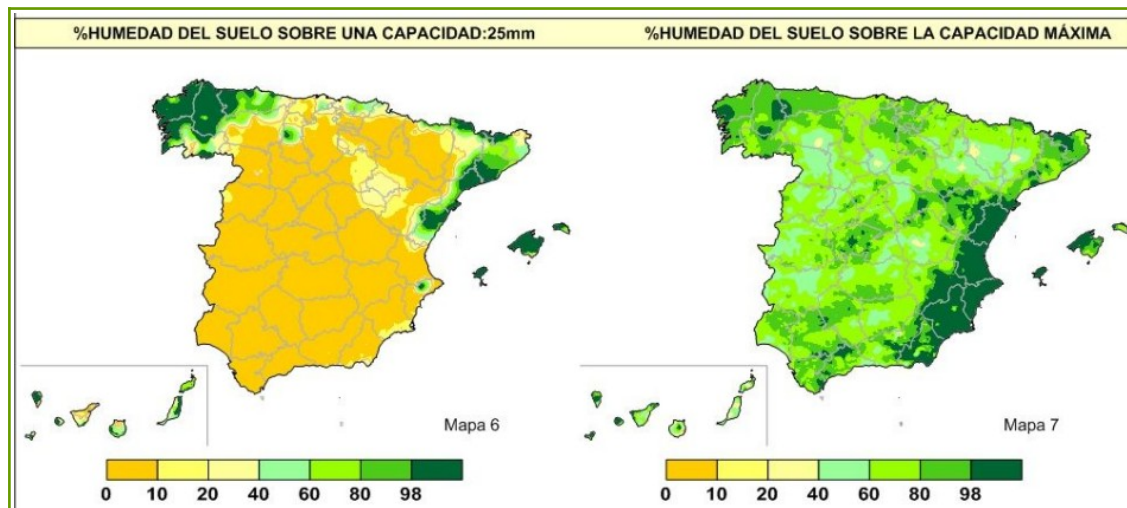 %HUMEDAD DEL SUELO SOBRE UNA CAPACIDAD:25mm
%HUMEDAD DEL SUELO SOBRE LA CAPACIDAD MÁXIMA
Mapa 6
Mapa 7
0 10 20 40 60 80 98
0 10 20 40 60 80 98